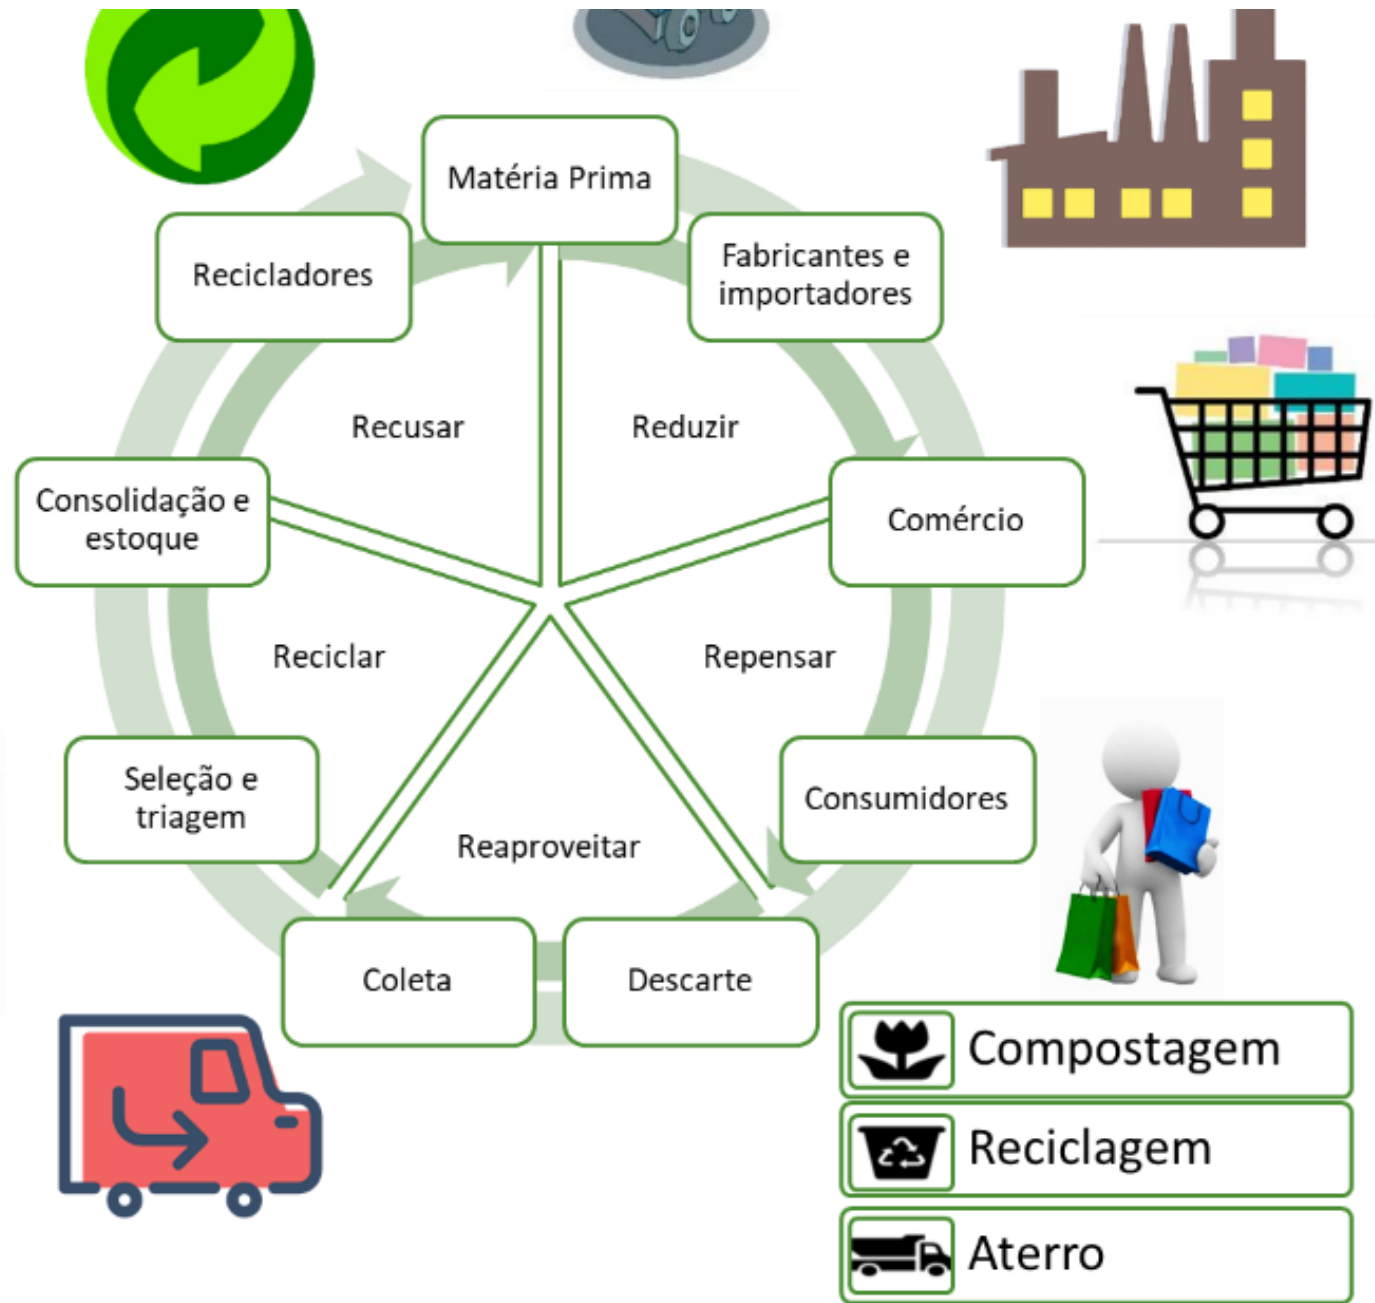 Matéria Prima
Fabricantes e
importadores
Recicladores
Recusar
Reduzir
Consolidação e
estoque
Comércio
Reciclar
Repensar
Seleção e
triagem
Consumidores
Reaproveitar
Coleta
Descarte
Compostagem
Reciclagem
Aterro